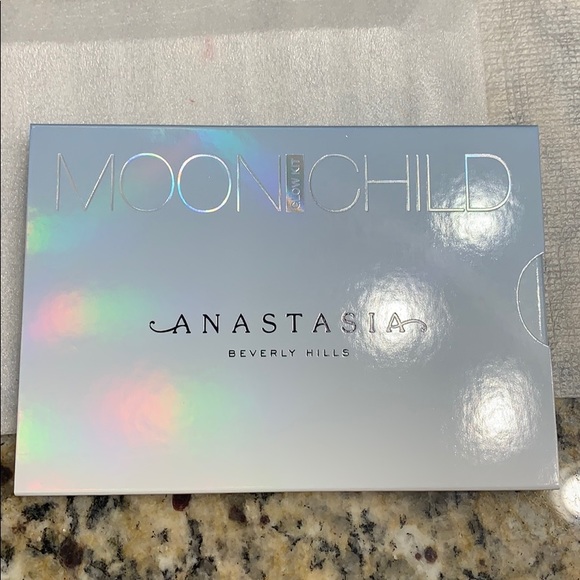 MOON GLOW KIT CHILD
ANASTASIA
BEVERLY HILLS